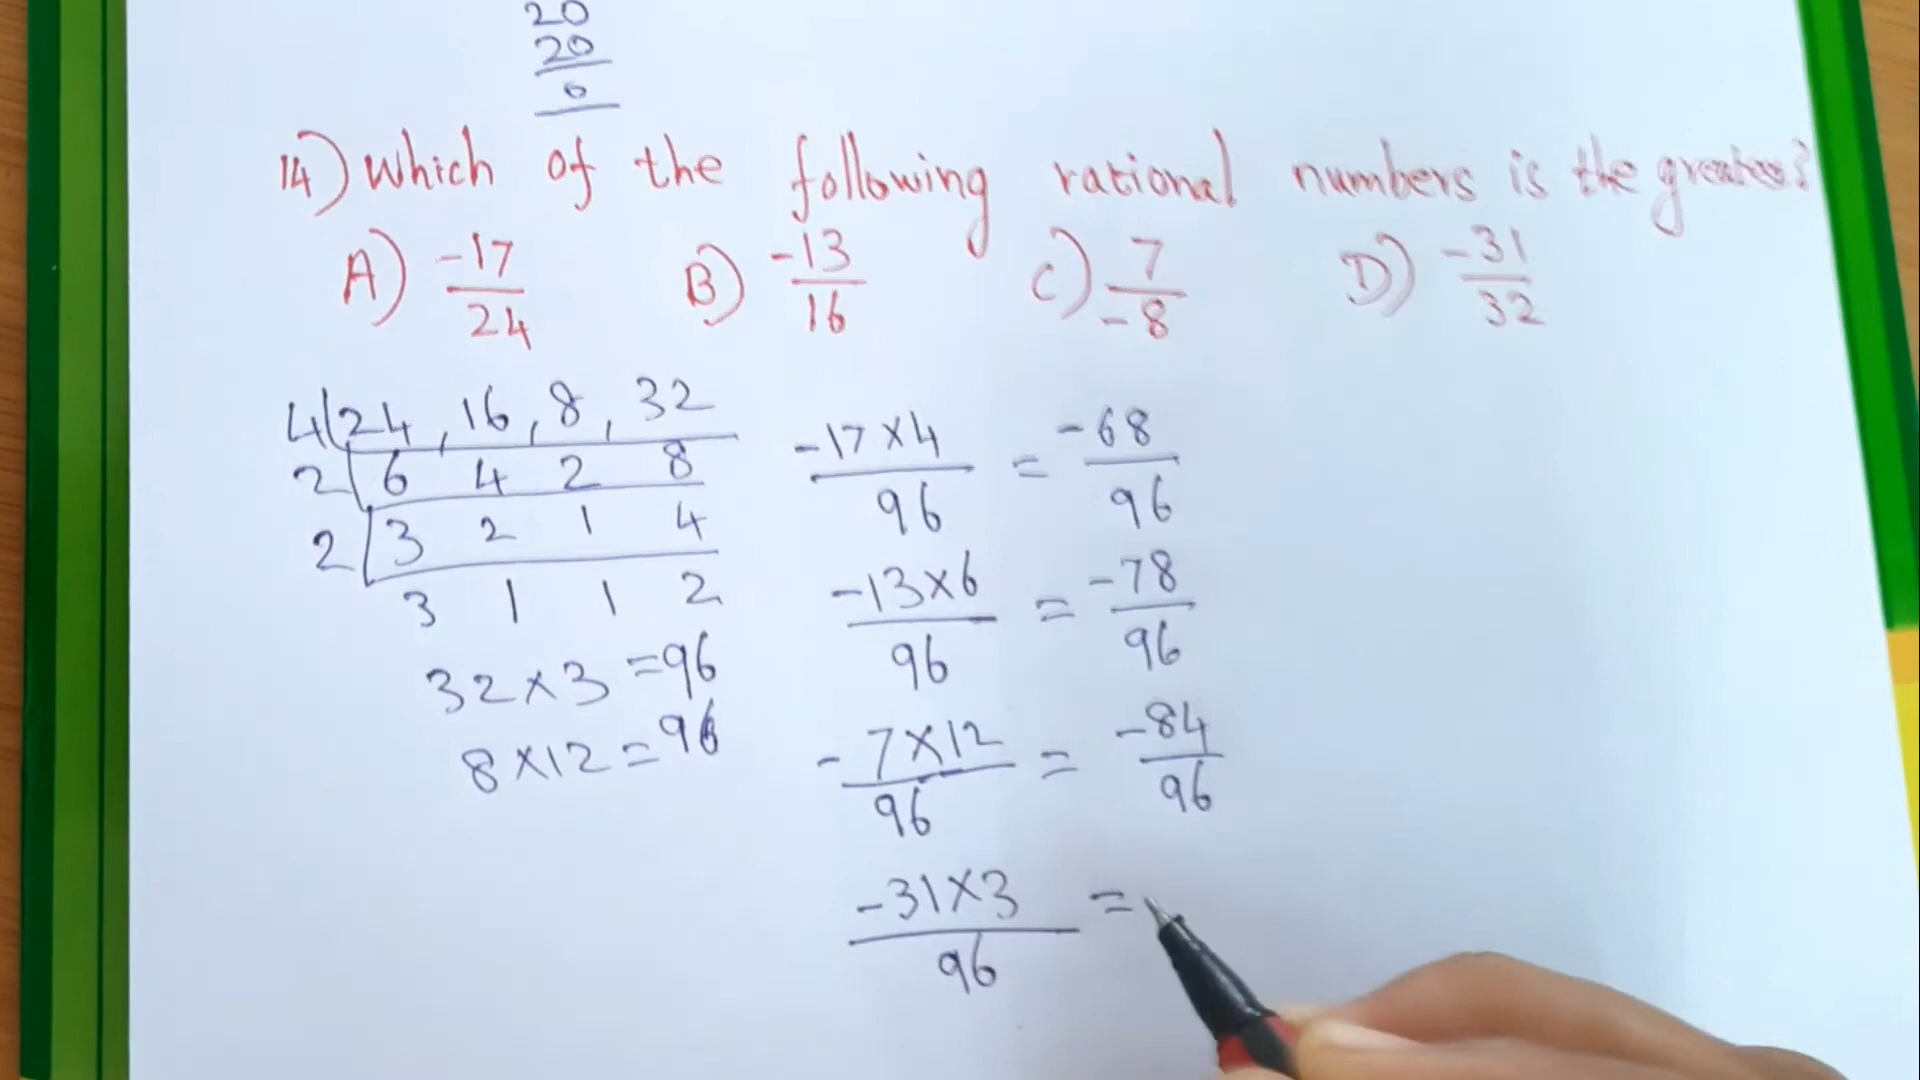 20
20
0
14) Which of the following rational numbers is the greates?
A) -17/24 B) -13/16 C) 7/-8 D) -31/32
4 24, 16, 8, 32
2 6 4 2 8
2 3 2 1 4
3 1 1 2
32 × 3 = 96
8 × 12 = 96
-17×4/96 = -68/96
-13×6/96 = -78/96
-7×12/96 = -84/96
-31×3/96 =